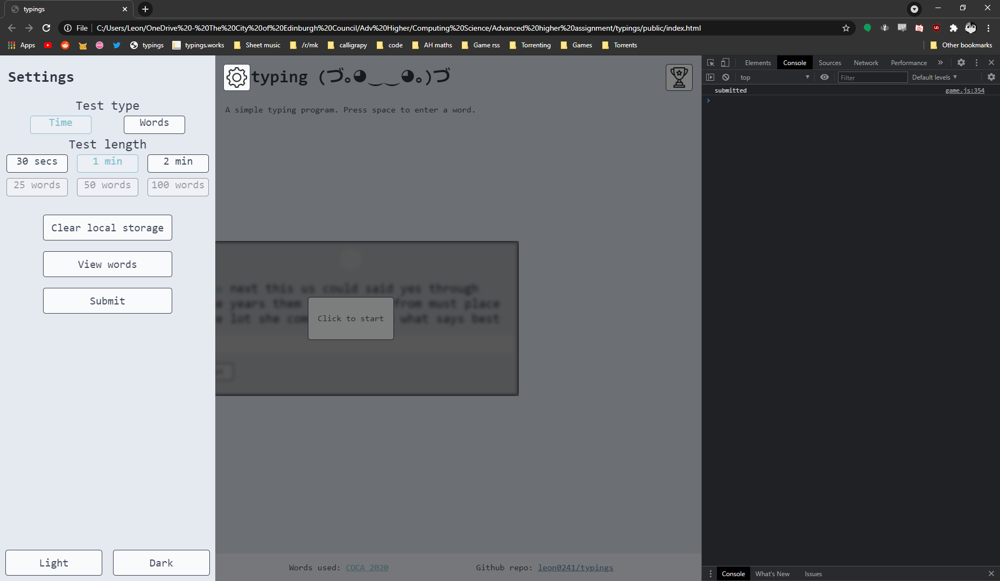 typings
File
C:/Users/Leon/OneDrive%20-%20The%20City%20of%20Edinburgh%20Council/Adv%20Higher/Computing%20Science/Advanced%20higher%20assignment/typings/public/index.html
Apps
typings
typings.works
Sheet music
/r/mk
calligrapy
code
AH maths
Game rss
Torrenting
Games
Torrents
Other bookmarks
Settings
Test type
Time Words
Test length
30 secs 1 min 2 min
25 words 50 words 100 words
Clear local storage
View words
Submit
Light Dark
typing (づ｡◕‿‿◕｡)づ
A simple typing program. Press space to enter a word.
next this us could said yes through
years them from must place
lot she what says best
Click to start
Words used: COCA 2020
Github repo: leon0241/typings
Elements Console Sources Network Performance »
top Filter Default levels ▼
submitted game.js:354
›
Console What's New Issues